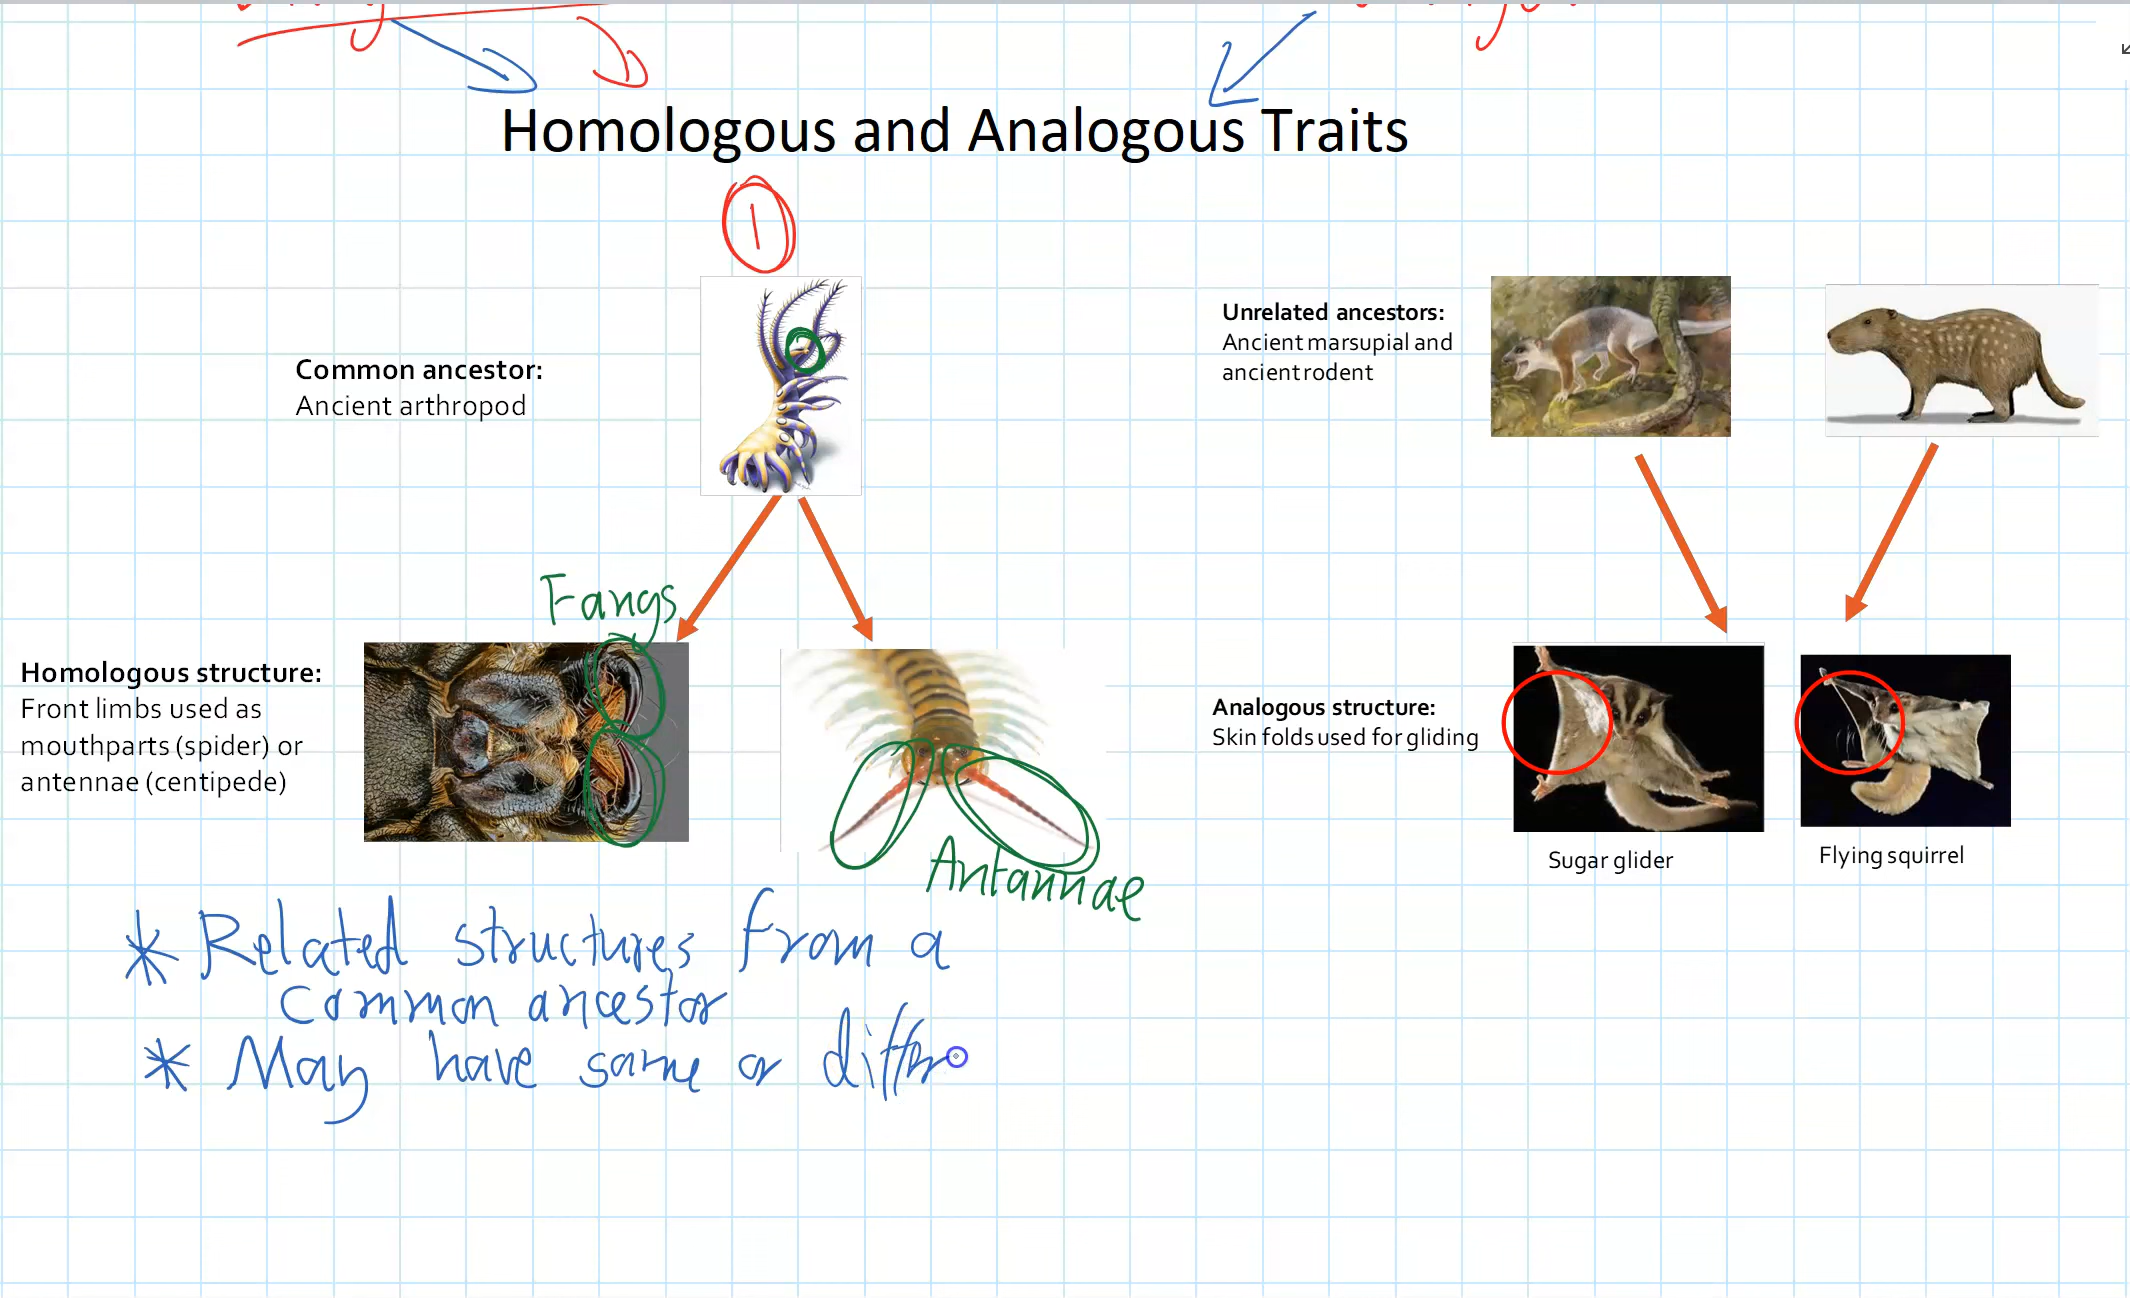 Homologous and Analogous Traits
1
Common ancestor:
Ancient arthropod
Unrelated ancestors:
Ancient marsupial and
ancient rodent
Fangs
Homologous structure:
Front limbs used as
mouthparts (spider) or
antennae (centipede)
Antannae
Analogous structure:
Skin folds used for gliding
Sugar glider
Flying squirrel
* Related structures from a
common ancestor
* May have same or differ